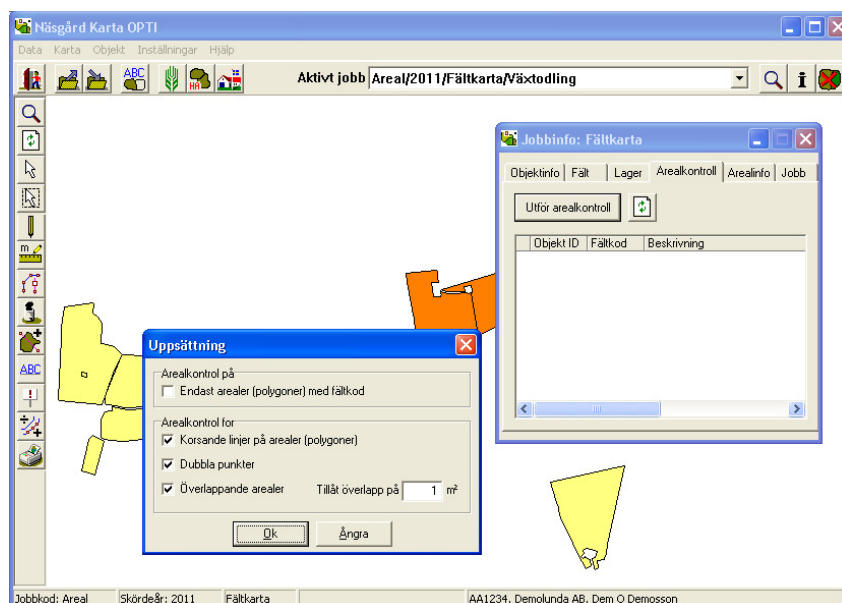 Näsgård Karta OPTI
Data Karta Objekt Inställningar Hjälp
ABC
HA
Aktivt jobb Areal/2011/Fältkarta/Växtodling
i
Jobbinfo: Fältkarta
Objektinfo Fält Lager Arealkontroll Arealinfo Jobb
Utför arealkontroll
Objekt ID Fältkod Beskrivning
m
ABC
Uppsättning
Arealkontrol på
Endast arealer (polygoner) med fältkod
Arealkontrol for
Korsande linjer på arealer (polygoner)
Dubbla punkter
Överlappande arealer Tillåt överlapp på 1 m²
Ok Ångra
Jobbkod: Areal Skördeår: 2011 Fältkarta AA1234, Demolunda AB, Dem O Demosson